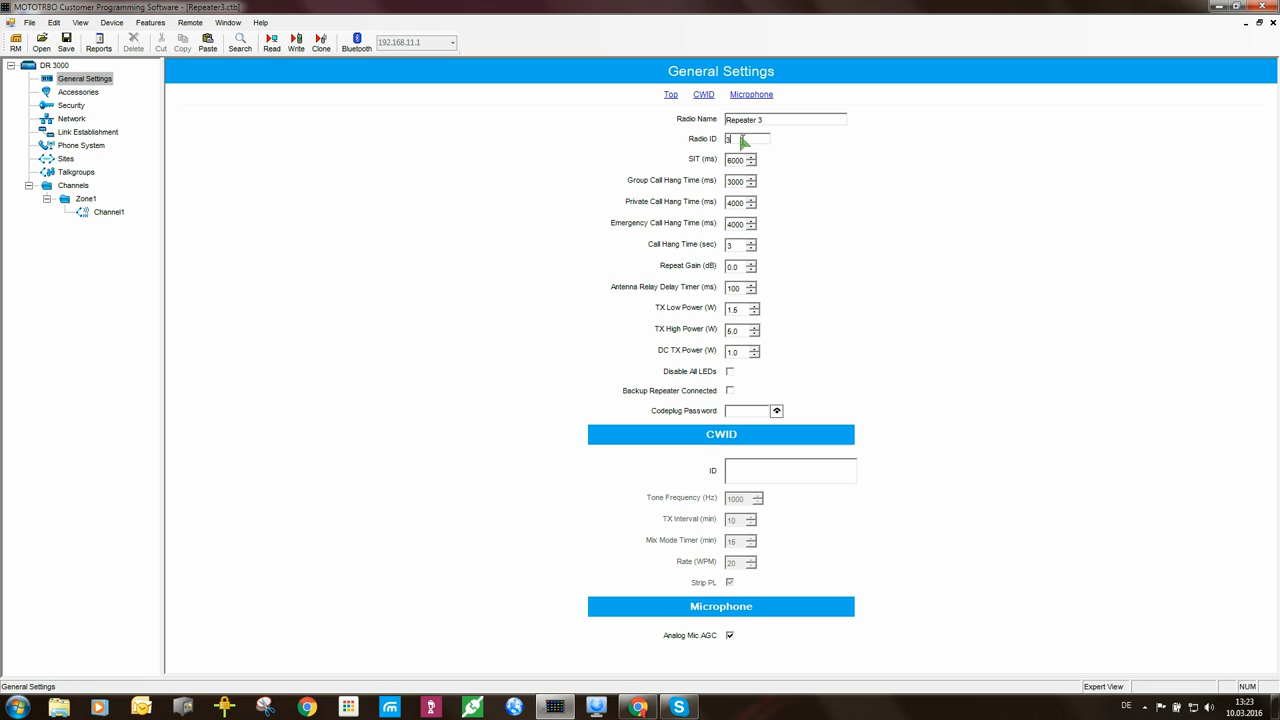 MOTOTRBO Customer Programming Software - [Repeater3.ctb]
File Edit View Device Features Remote Window Help
RM Open Save Reports Delete Cut Copy Paste Search Read Write Clone Bluetooth 192.168.11.1
DR 3000
General Settings
Accessories
Security
Network
Link Establishment
Phone System
Sites
Talkgroups
Channels
Zone1
Channel1
General Settings
Top CWID Microphone
Radio Name Repeater 3
Radio ID 3
SIT (ms) 6000
Group Call Hang Time (ms) 3000
Private Call Hang Time (ms) 4000
Emergency Call Hang Time (ms) 4000
Call Hang Time (sec) 3
Repeat Gain (dB) 0.0
Antenna Relay Delay Timer (ms) 100
TX Low Power (W) 1.5
TX High Power (W) 5.0
DC TX Power (W) 1.0
Disable All LEDs
Backup Repeater Connected
Codeplug Password
CWID
ID
Tone Frequency (Hz) 1000
TX Interval (min) 10
Mix Mode Timer (min) 15
Rate (WPM) 20
Strip PL
Microphone
Analog Mic AGC
General Settings Expert View NUM
DE 13:23
10.03.2016